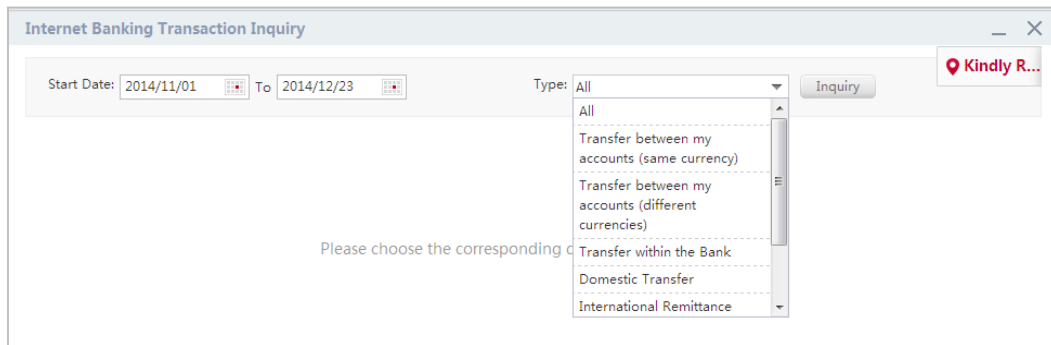 Internet Banking Transaction Inquiry
Kindly R...
Start Date: 2014/11/01 To 2014/12/23 Type: All Inquiry
All
Transfer between my
accounts (same currency)
Transfer between my
accounts (different
currencies)
Please choose the corresponding
Transfer within the Bank
Domestic Transfer
International Remittance